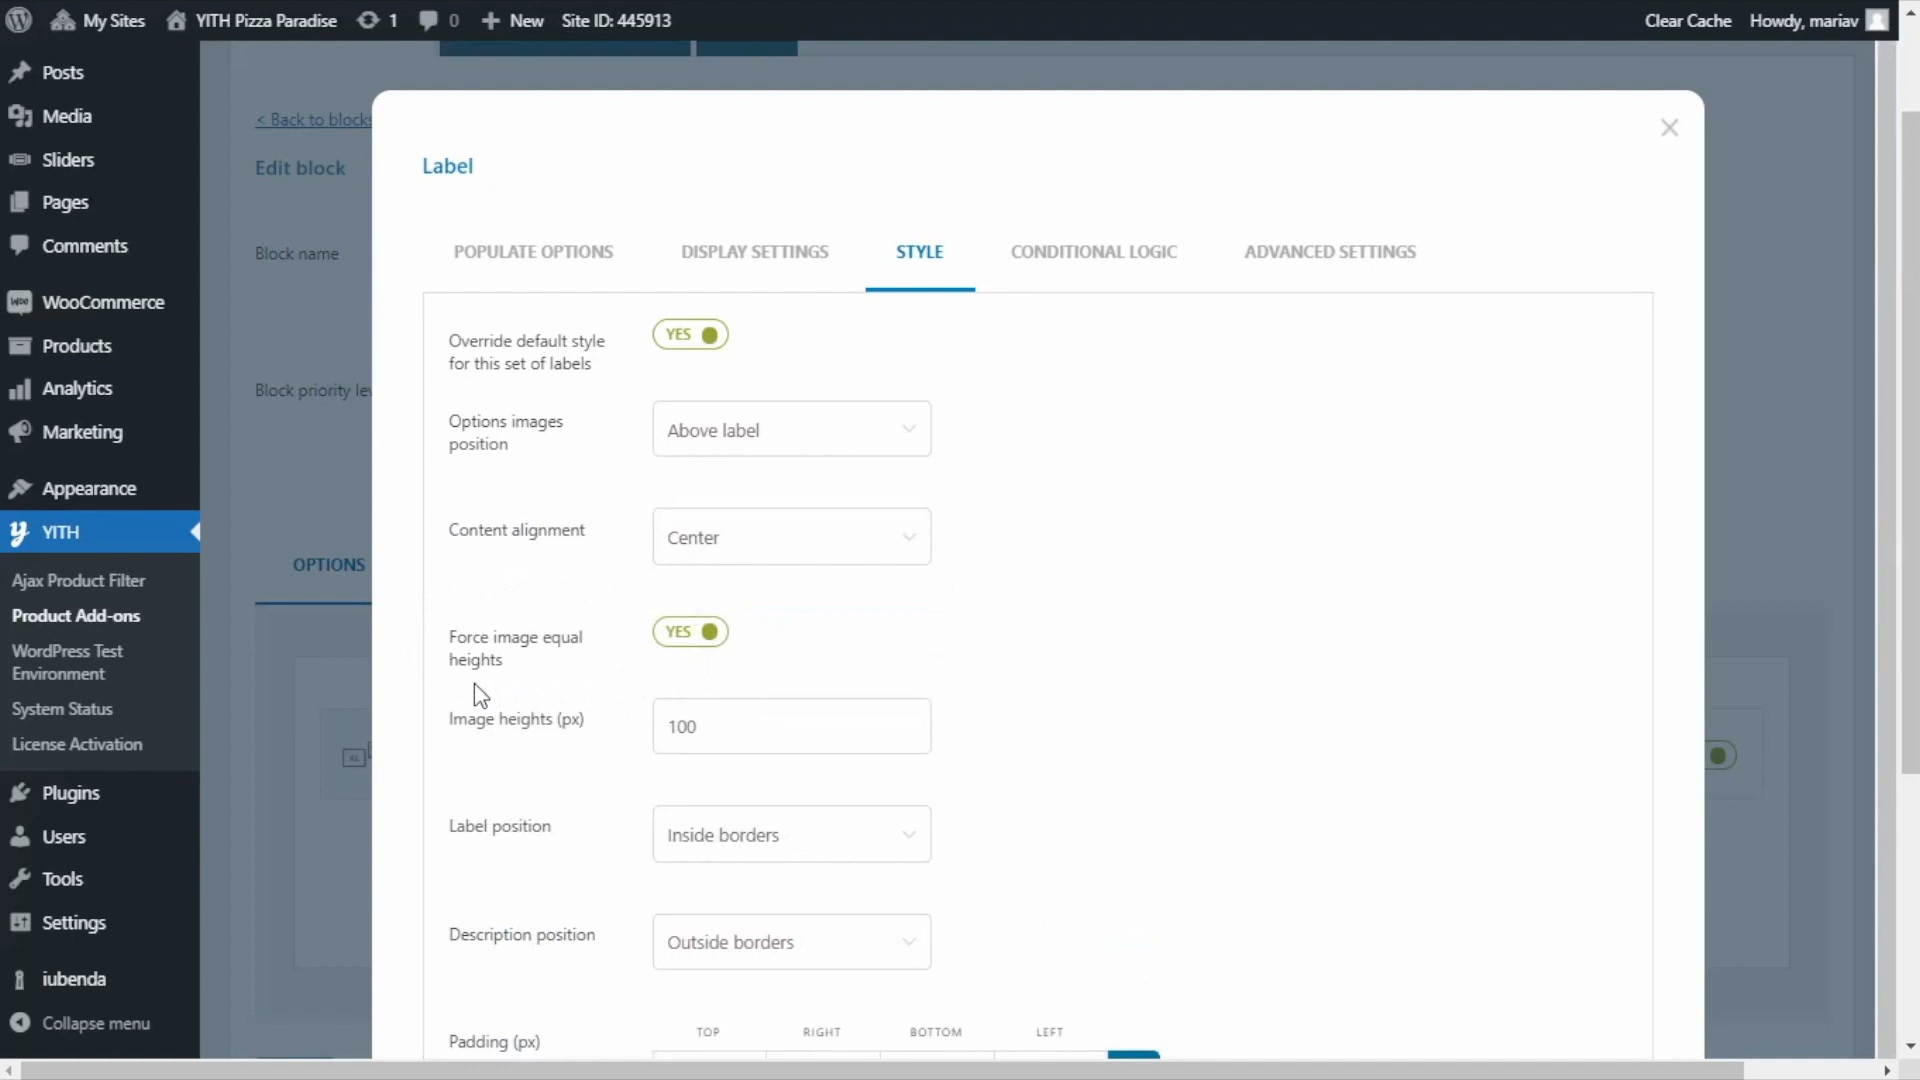 My Sites
YITH Pizza Paradise
1
0
New
Site ID: 445913
Clear Cache
Howdy, mariav
Posts
Media
Sliders
Pages
Comments
WooCommerce
Products
Analytics
Marketing
Appearance
YITH
Ajax Product Filter
Product Add-ons
WordPress Test
Environment
System Status
License Activation
Plugins
Users
Tools
Settings
iubenda
Collapse menu
< Back to blocks
Edit block
Block name
Block priority lev
OPTIONS
XL
Label
POPULATE OPTIONS
DISPLAY SETTINGS
STYLE
CONDITIONAL LOGIC
ADVANCED SETTINGS
Override default style
for this set of labels
YES
Options images
position
Above label
Content alignment
Center
Force image equal
heights
YES
Image heights (px)
100
Label position
Inside borders
Description position
Outside borders
Padding (px)
TOP
RIGHT
BOTTOM
LEFT